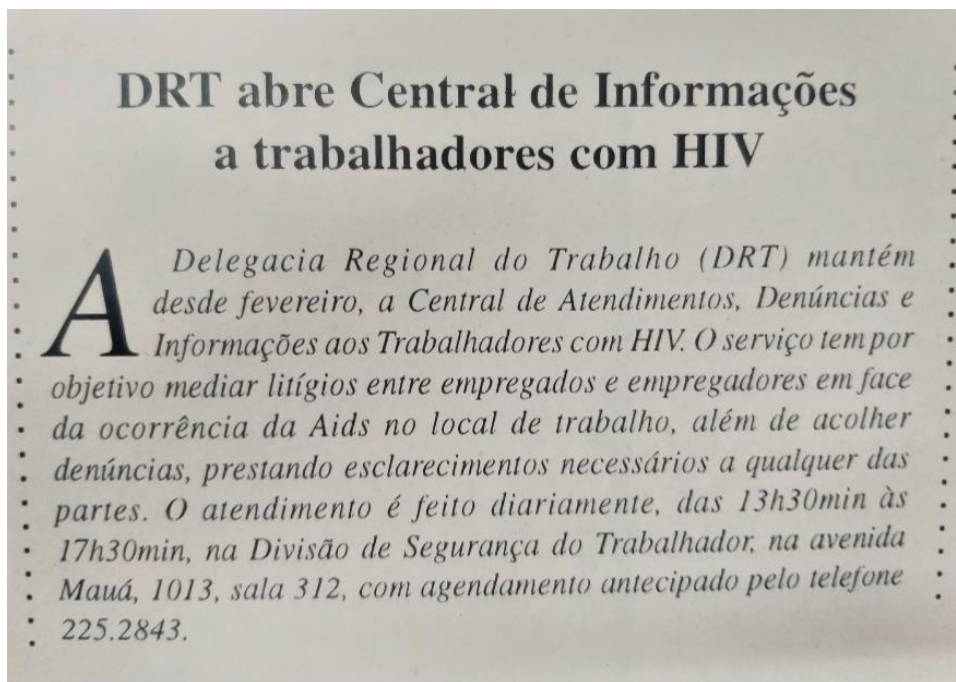 DRT abre Central de Informações
a trabalhadores com HIV
A Delegacia Regional do Trabalho (DRT) mantém
desde fevereiro, a Central de Atendimentos, Denúncias e
Informações aos Trabalhadores com HIV. O serviço tem por
objetivo mediar litígios entre empregados e empregadores em face
da ocorrência da Aids no local de trabalho, além de acolher
denúncias, prestando esclarecimentos necessários a qualquer das
partes. O atendimento é feito diariamente, das 13h30min às
17h30min, na Divisão de Segurança do Trabalhador, na avenida
Mauá, 1013, sala 312, com agendamento antecipado pelo telefone
225.2843.